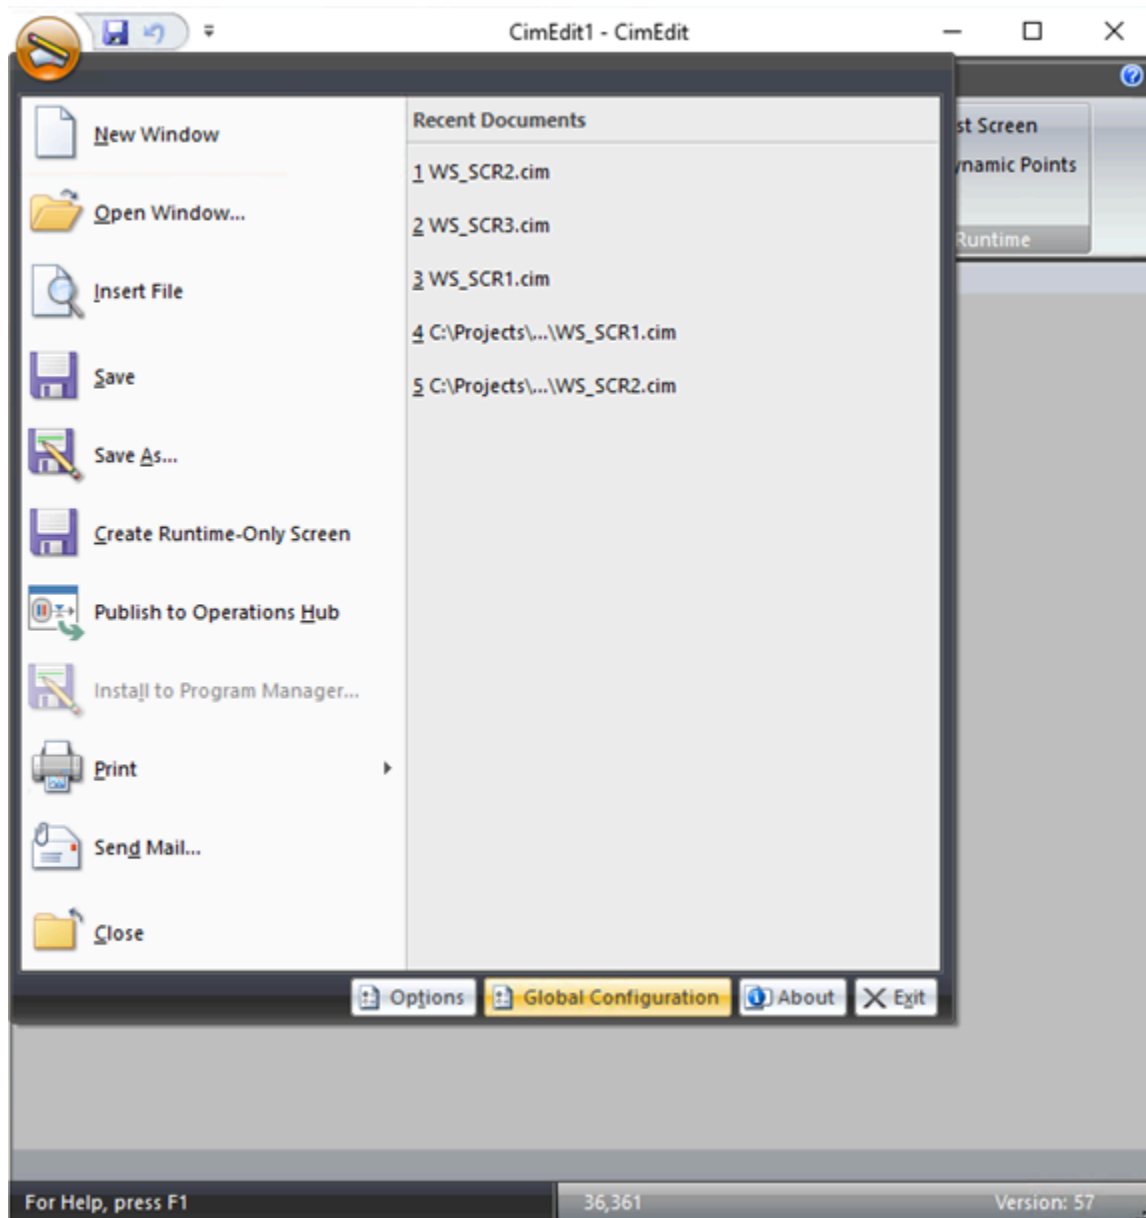 CimEdit1 - CimEdit
New Window
Open Window...
Insert File
Save
Save As...
Create Runtime-Only Screen
Publish to Operations Hub
Install to Program Manager...
Print
Send Mail...
Close
Recent Documents
1 WS_SCR2.cim
2 WS_SCR3.cim
3 WS_SCR1.cim
4 C:\Projects\...\WS_SCR1.cim
5 C:\Projects\...\WS_SCR2.cim
st Screen
ynamic Points
Runtime
Options
Global Configuration
About
Exit
For Help, press F1
36,361
Version: 57